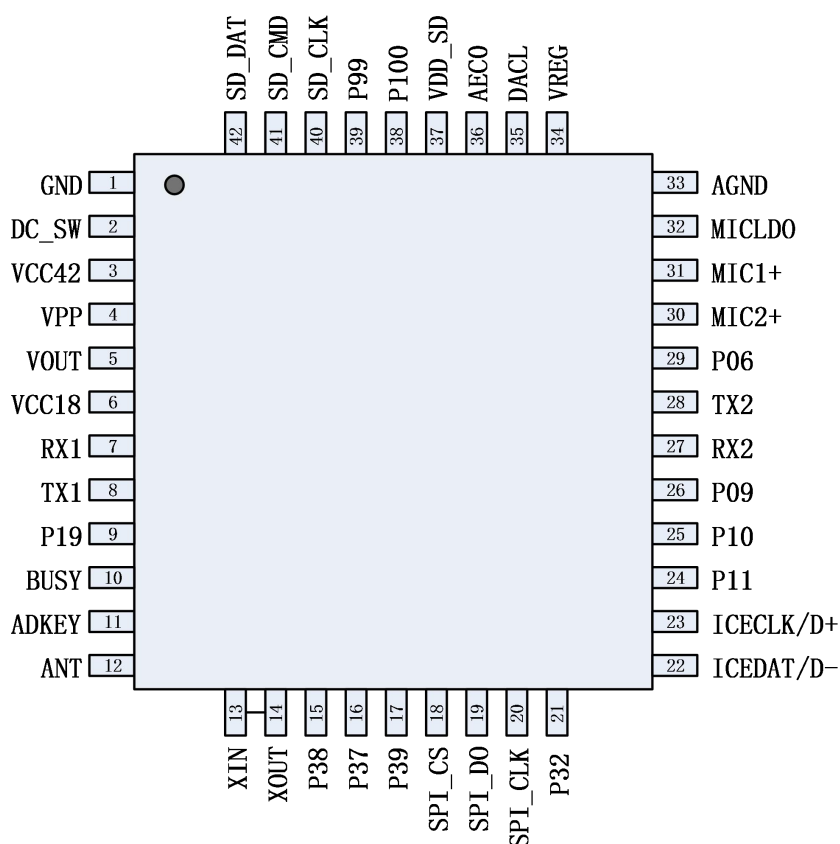 SD_DAT SD_CMD SD_CLK P99 P100 VDD_SD AECO DACL VREG
42 41 40 39 38 37 36 35 34
GND 1
DC_SW 2
VCC42 3
VPP 4
VOUT 5
VCC18 6
RX1 7
TX1 8
P19 9
BUSY 10
ADKEY 11
ANT 12
33 AGND
32 MICLDO
31 MIC1+
30 MIC2+
29 P06
28 TX2
27 RX2
26 P09
25 P10
24 P11
23 ICECLK/D+
22 ICEDAT/D-
13 14 15 16 17 18 19 20 21
XIN XOUT P38 P37 P39 SPI_CS SPI_DO SPI_CLK P32